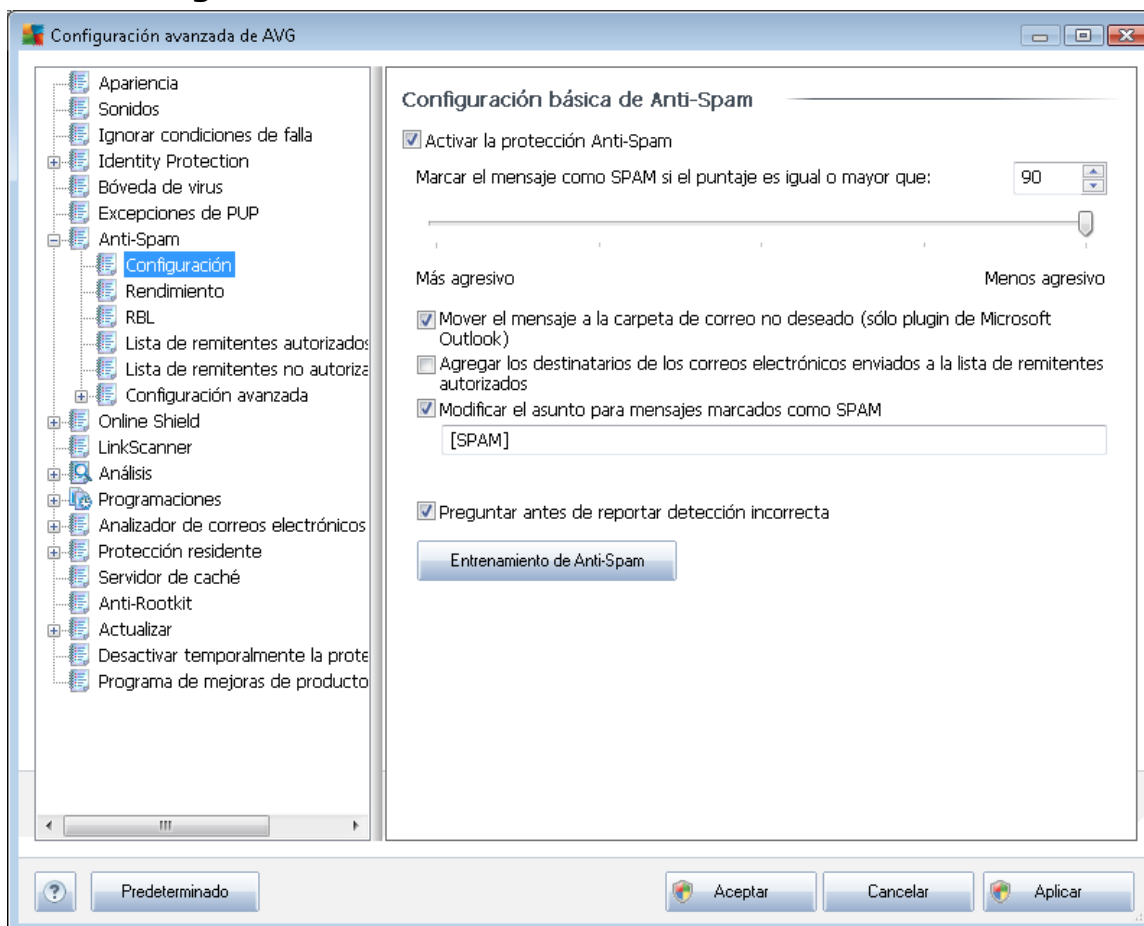 Configuración avanzada de AVG
Apariencia
Sonidos
Ignorar condiciones de falla
Identity Protection
Bóveda de virus
Excepciones de PUP
Anti-Spam
Configuración
Rendimiento
RBL
Lista de remitentes autorizados
Lista de remitentes no autoriza
Configuración avanzada
Online Shield
LinkScanner
Análisis
Programaciones
Analizador de correos electrónicos
Protección residente
Servidor de caché
Anti-Rootkit
Actualizar
Desactivar temporalmente la prote
Programa de mejoras de producto
Configuración básica de Anti-Spam
Activar la protección Anti-Spam
Marcar el mensaje como SPAM si el puntaje es igual o mayor que:
90
Más agresivo
Menos agresivo
Mover el mensaje a la carpeta de correo no deseado (sólo plugin de Microsoft
Outlook)
Agregar los destinatarios de los correos electrónicos enviados a la lista de remitentes
autorizados
Modificar el asunto para mensajes marcados como SPAM
[SPAM]
Preguntar antes de reportar detección incorrecta
Entrenamiento de Anti-Spam
?
Predeterminado
Aceptar
Cancelar
Aplicar